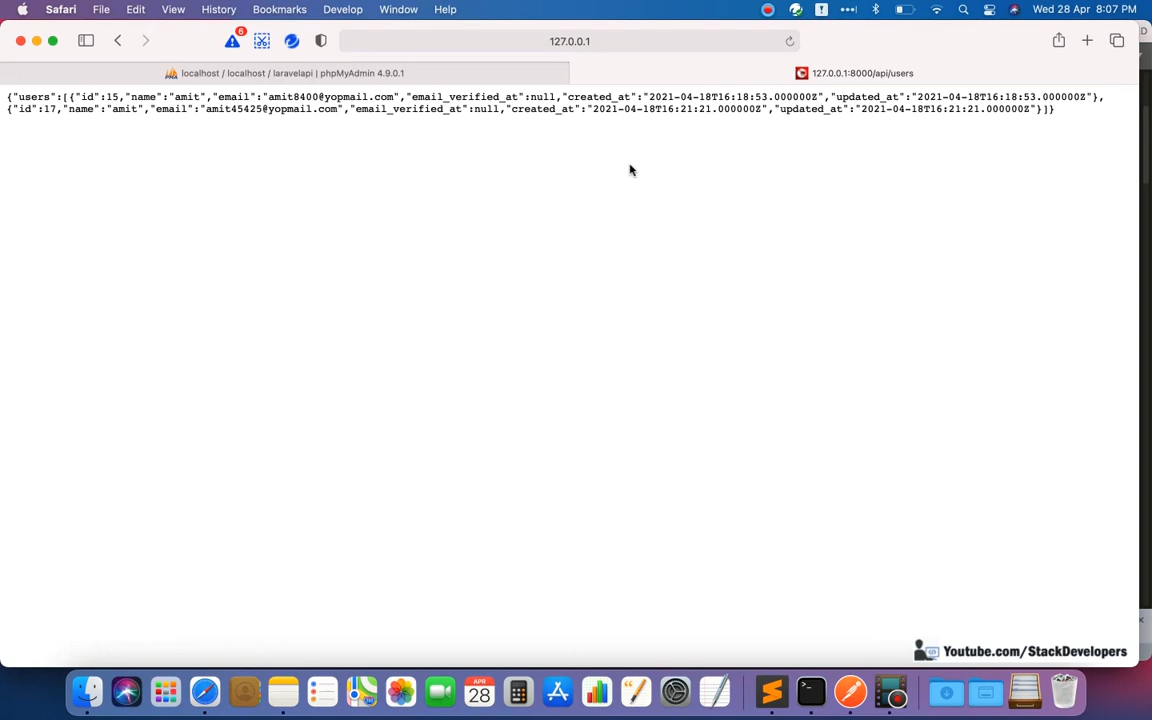 Safari File Edit View History Bookmarks Develop Window Help Wed 28 Apr 8:07 PM
6
127.0.0.1
localhost / localhost / laravelapi | phpMyAdmin 4.9.0.1
127.0.0.1:8000/api/users
{"users":[{"id":15,"name":"amit","email":"amit8400@yopmail.com","email_verified_at":null,"created_at":"2021-04-18T16:18:53.000000Z","updated_at":"2021-04-18T16:18:53.000000Z"},
{"id":17,"name":"amit","email":"amit45425@yopmail.com","email_verified_at":null,"created_at":"2021-04-18T16:21:21.000000Z","updated_at":"2021-04-18T16:21:21.000000Z"}]}
Youtube.com/StackDevelopers
APR
28